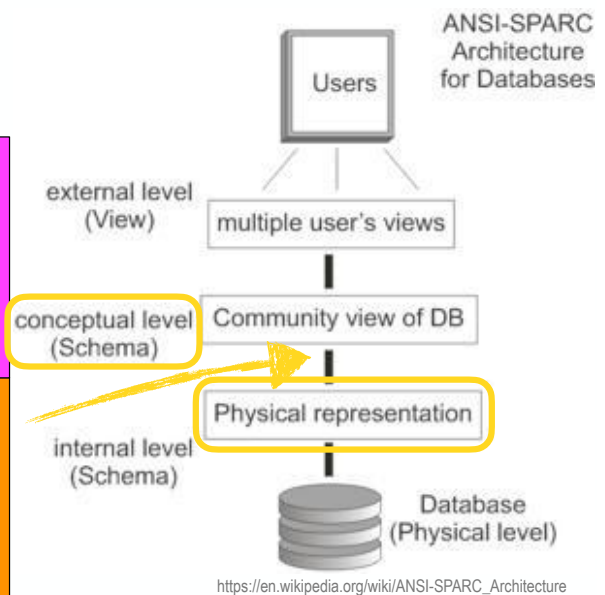 ANSI-SPARC
Architecture
for Databases
Users
external level
(View)
multiple user's views
conceptual level
(Schema)
Community view of DB
Physical representation
internal level
(Schema)
Database
(Physical level)
https://en.wikipedia.org/wiki/ANSI-SPARC_Architecture